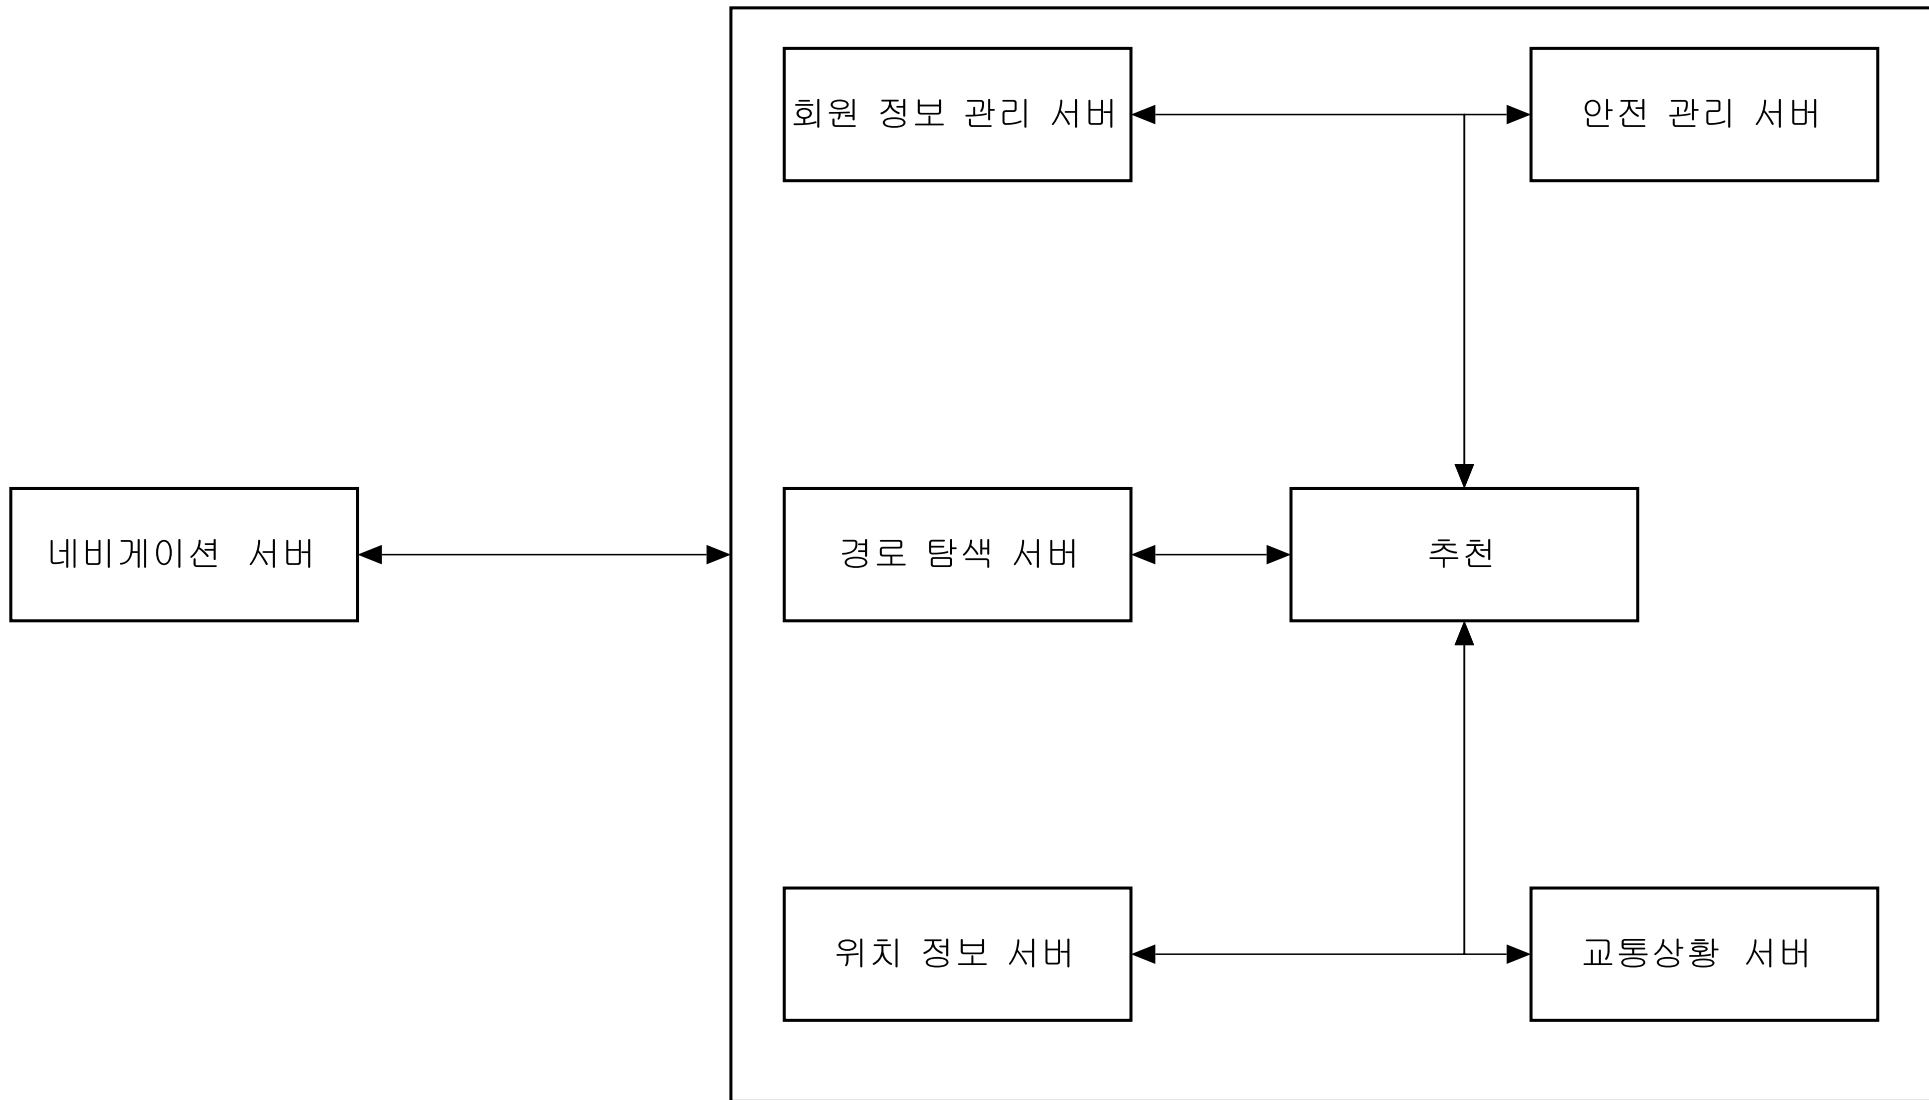 회원 정보 관리 서버
안전 관리 서버
네비게이션 서버
경로 탐색 서버
추천
위치 정보 서버
교통상황 서버